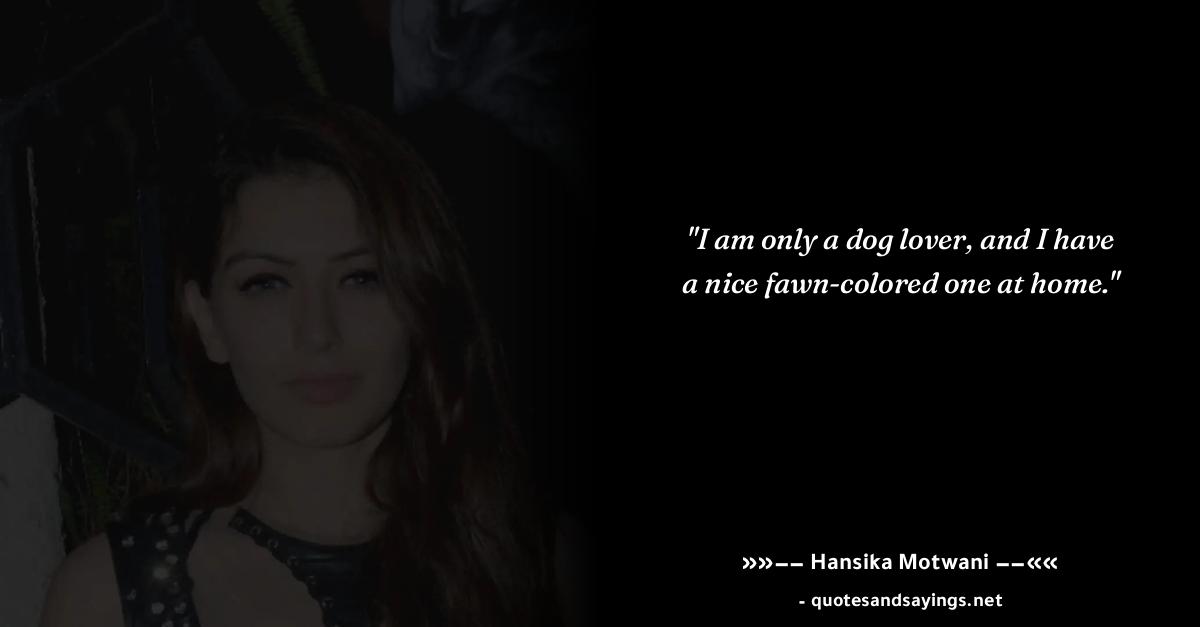 "I am only a dog lover, and I have
a nice fawn-colored one at home."
»»−− Hansika Motwani −−««
- quotesandsayings.net